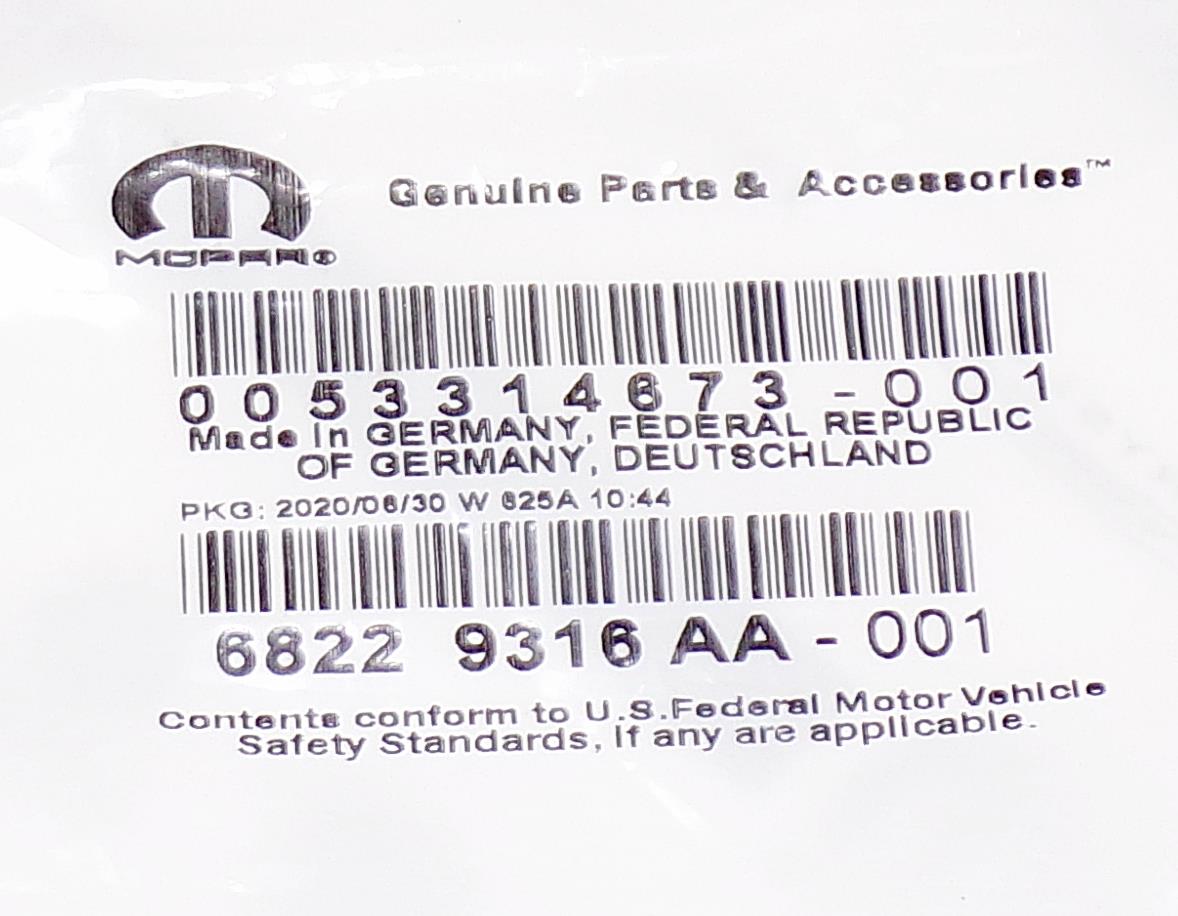 Genuine Parts & Accessories™
MOPAR®
0053314673-001
Made in GERMANY, FEDERAL REPUBLIC
OF GERMANY, DEUTSCHLAND
PKG: 2020/06/30 W 625A 10:44
6822 9316 AA - 001
Contents conform to U.S.Federal Motor Vehicle
Safety Standards, if any are applicable.